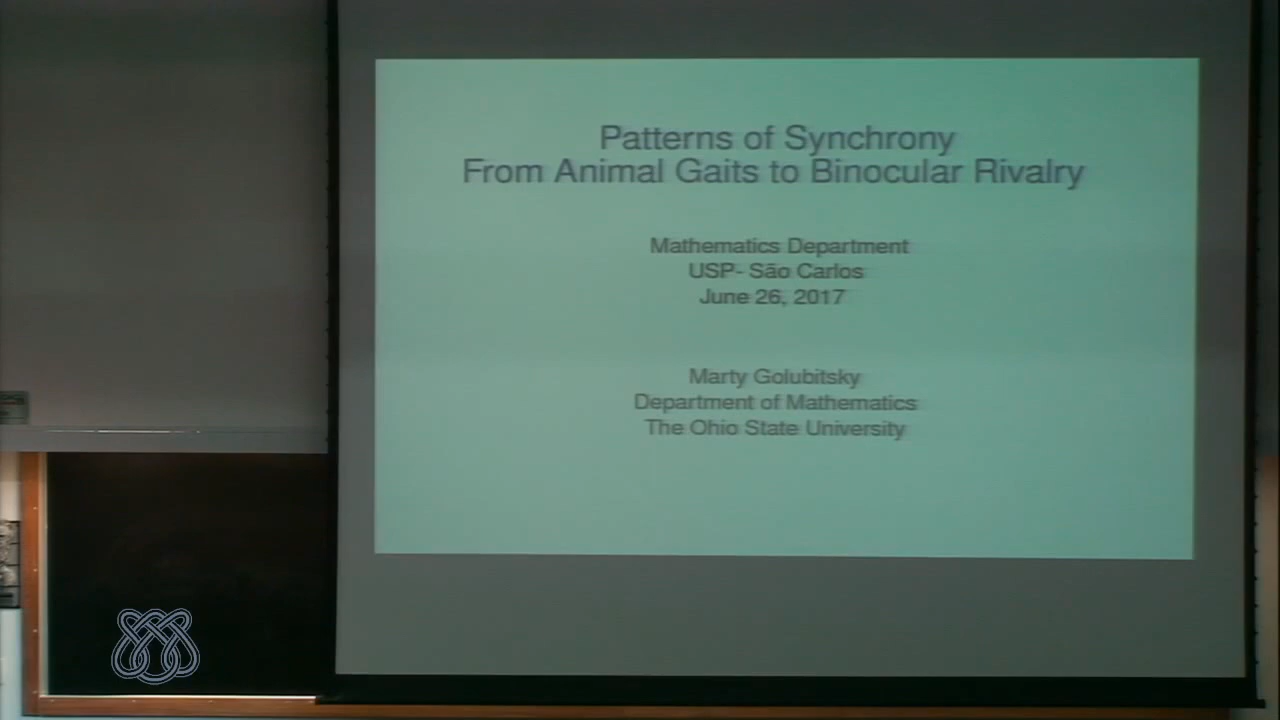 Patterns of Synchrony
From Animal Gaits to Binocular Rivalry
Mathematics Department
USP- São Carlos
June 26, 2017
Marty Golubitsky
Department of Mathematics
The Ohio State University